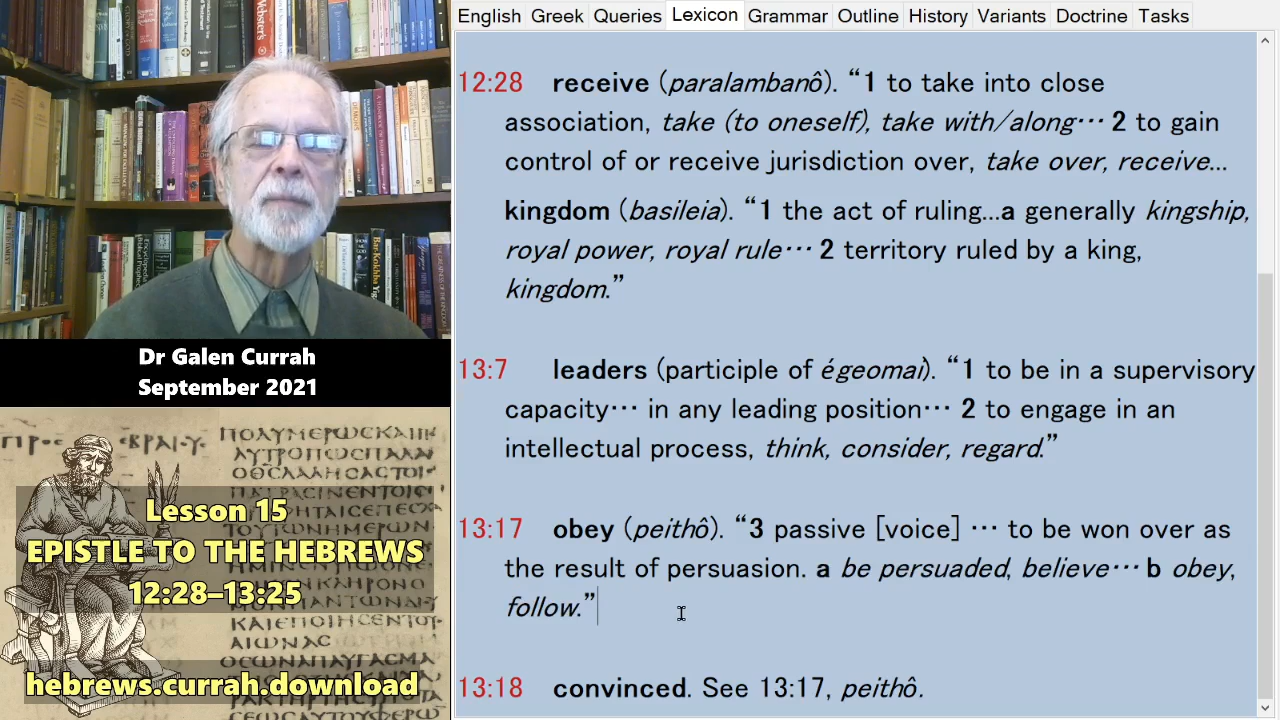 English Greek Queries Lexicon Grammar Outline History Variants Doctrine Tasks
12:28 receive (paralambanô). “1 to take into close
association, take (to oneself), take with/along··· 2 to gain
control of or receive jurisdiction over, take over, receive...
kingdom (basileia). “1 the act of ruling...a generally kingship,
royal power, royal rule··· 2 territory ruled by a king,
kingdom.”
13:7 leaders (participle of égeomai). “1 to be in a supervisory
capacity··· in any leading position··· 2 to engage in an
intellectual process, think, consider, regard.”
13:17 obey (peithô). “3 passive [voice] ··· to be won over as
the result of persuasion. a be persuaded, believe··· b obey,
follow.”
13:18 convinced. See 13:17, peithô.
Dr Galen Currah
September 2021
Lesson 15
EPISTLE TO THE HEBREWS
12:28–13:25
hebrews.currah.download